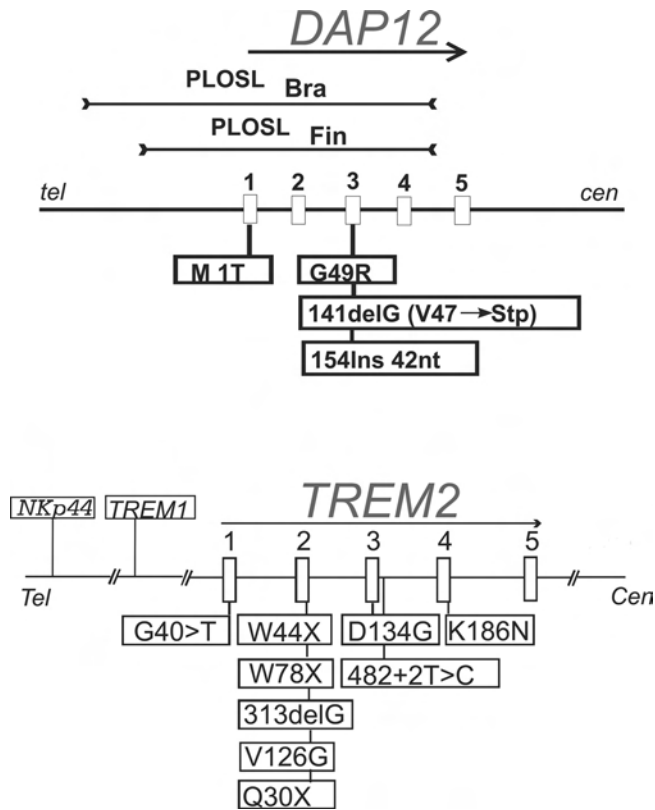 DAP12
PLOSL Bra
PLOSL Fin
tel 1 2 3 4 5 cen
M 1T G49R
141delG (V47→Stp)
154Ins 42nt
NKp44 TREM1 TREM2
1 2 3 4 5
Tel Cen
G40>T W44X D134G K186N
W78X 482+2T>C
313delG
V126G
Q30X